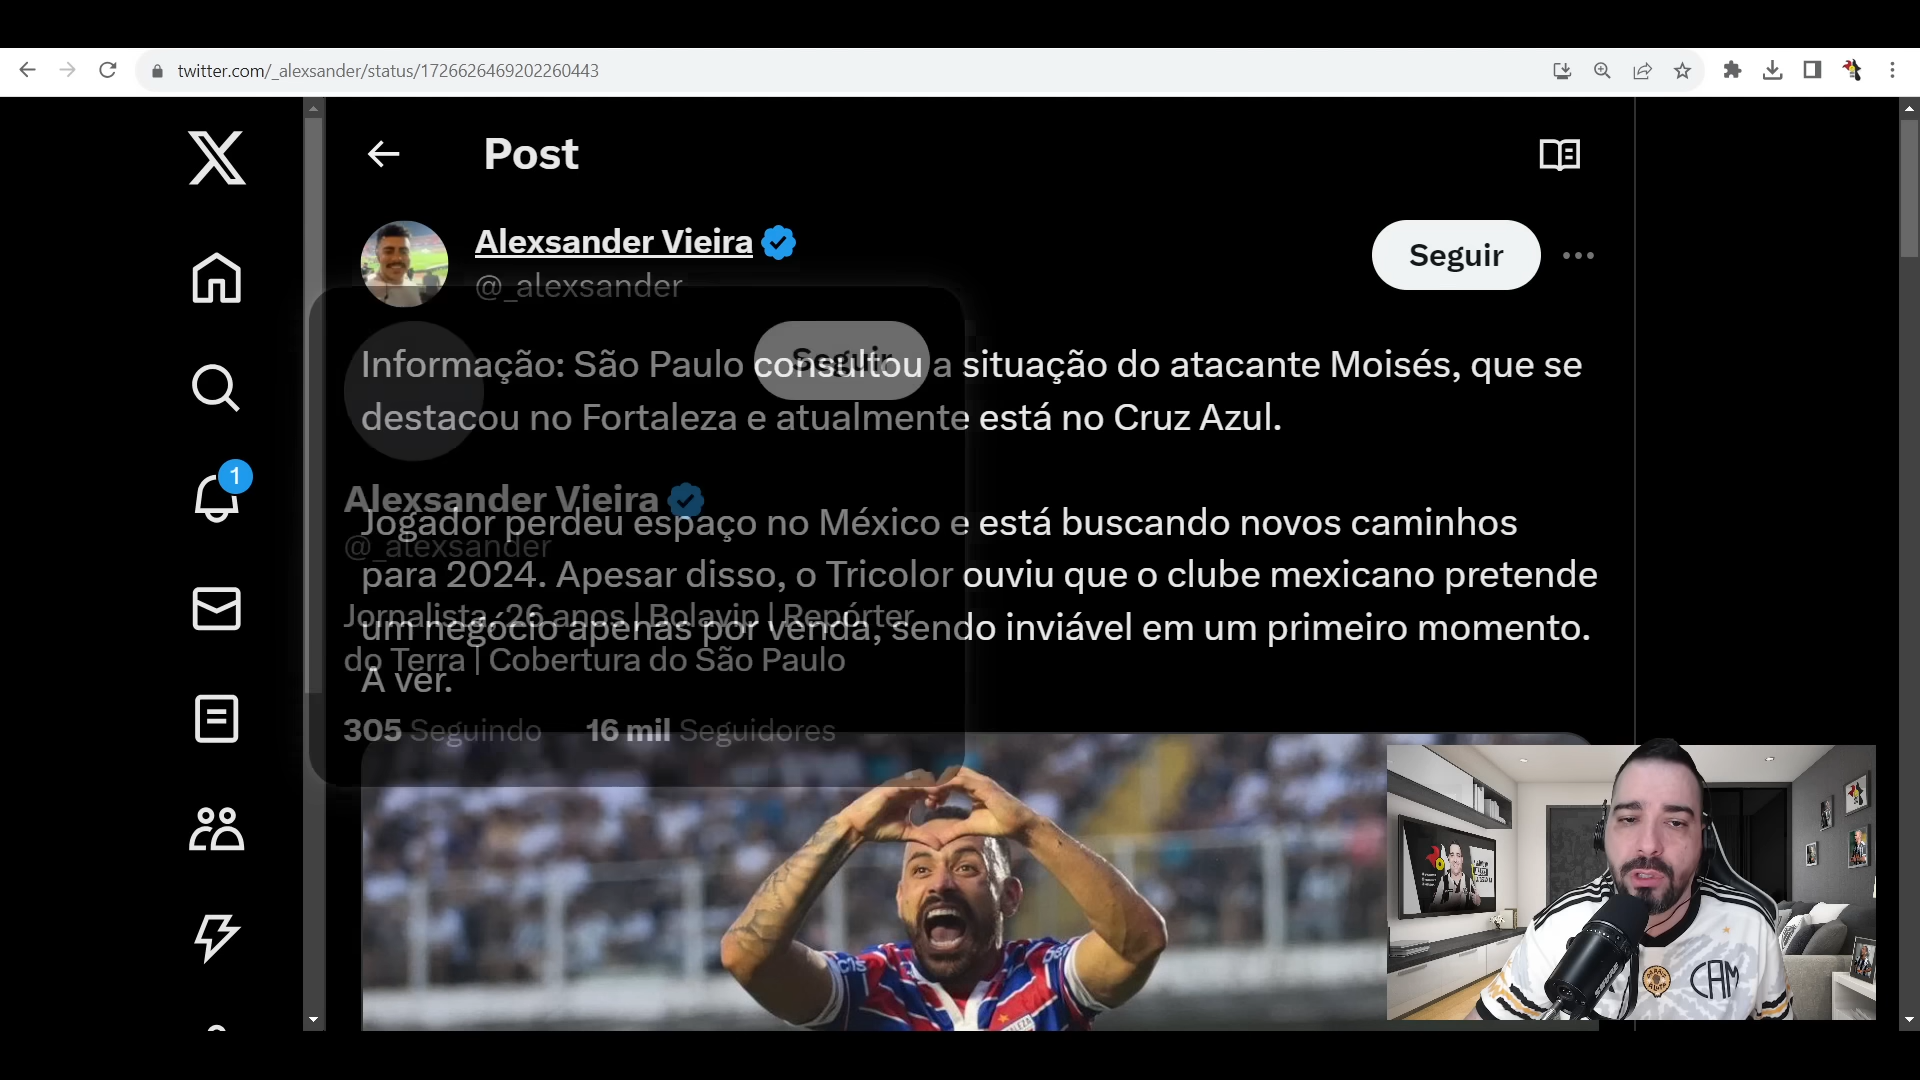 twitter.com/_alexsander/status/1726626469202260443
Post
Alexsander Vieira
@_alexsander
Seguir
Informação: São Paulo consultou a situação do atacante Moisés, que se
destacou no Fortaleza e atualmente está no Cruz Azul.
Jogador perdeu espaço no México e está buscando novos caminhos
para 2024. Apesar disso, o Tricolor ouviu que o clube mexicano pretende
um negócio apenas por venda, sendo inviável em um primeiro momento.
A ver.
Seguir
Alexsander Vieira
@_alexsander
Jornalista, 26 anos | Bolavip | Repórter
do Terra | Cobertura do São Paulo
305 Seguindo 16 mil Seguidores
1
CAM